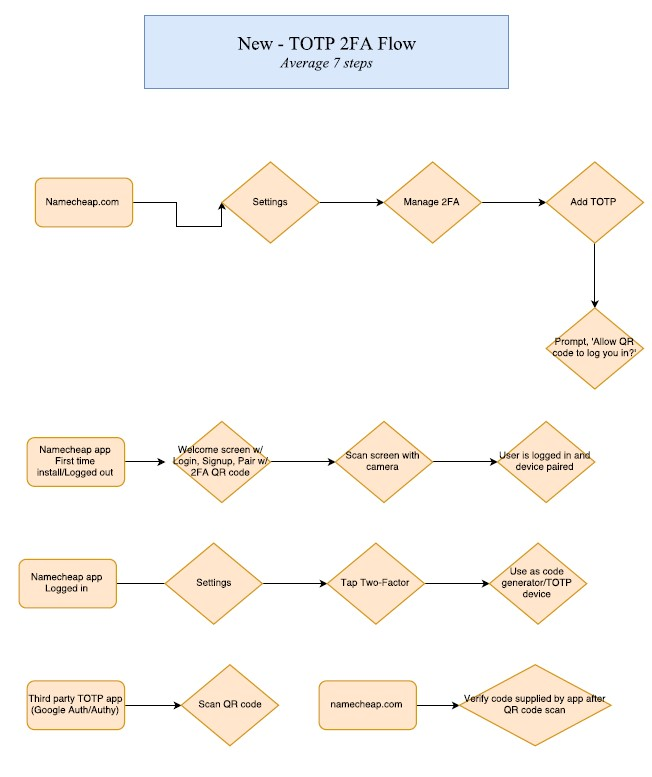 New - TOTP 2FA Flow
Average 7 steps
Namecheap.com
Settings
Manage 2FA
Add TOTP
Prompt, 'Allow QR
code to log you in?'
Namecheap app
First time
install/Logged out
Welcome screen w/
Login, Signup, Pair w/
2FA QR code
Scan screen with
camera
User is logged in and
device paired
Namecheap app
Logged in
Settings
Tap Two-Factor
Use as code
generator/TOTP
device
Third party TOTP app
(Google Auth/Authy)
Scan QR code
namecheap.com
Verify code supplied by app after
QR code scan